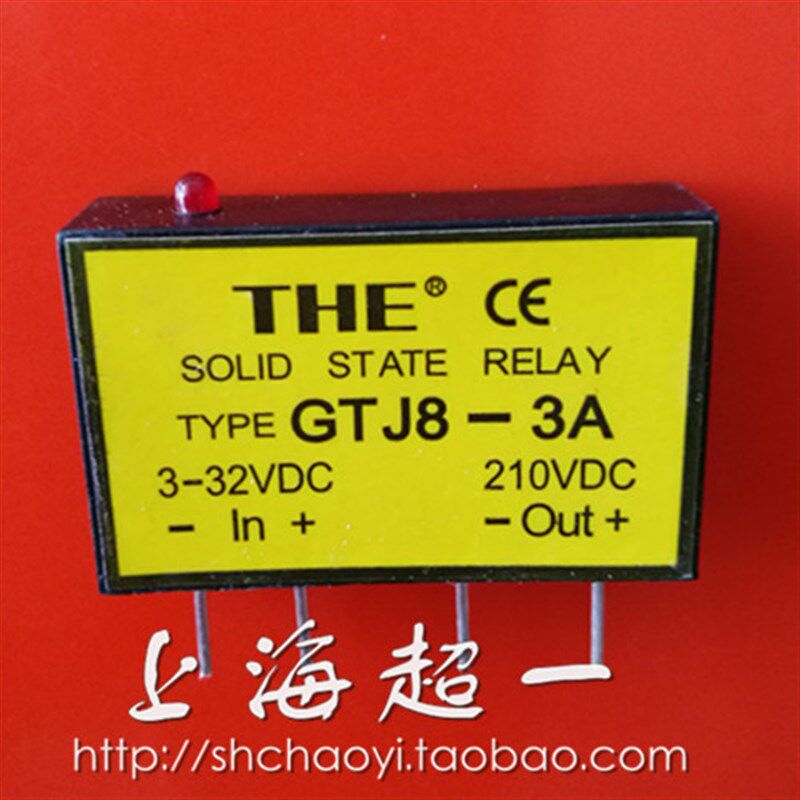 THE® CE
SOLID STATE RELAY
TYPE GTJ8-3A
3-32VDC 210VDC
- In + - Out +
上海超一
http://shchaoyi.taobao.com